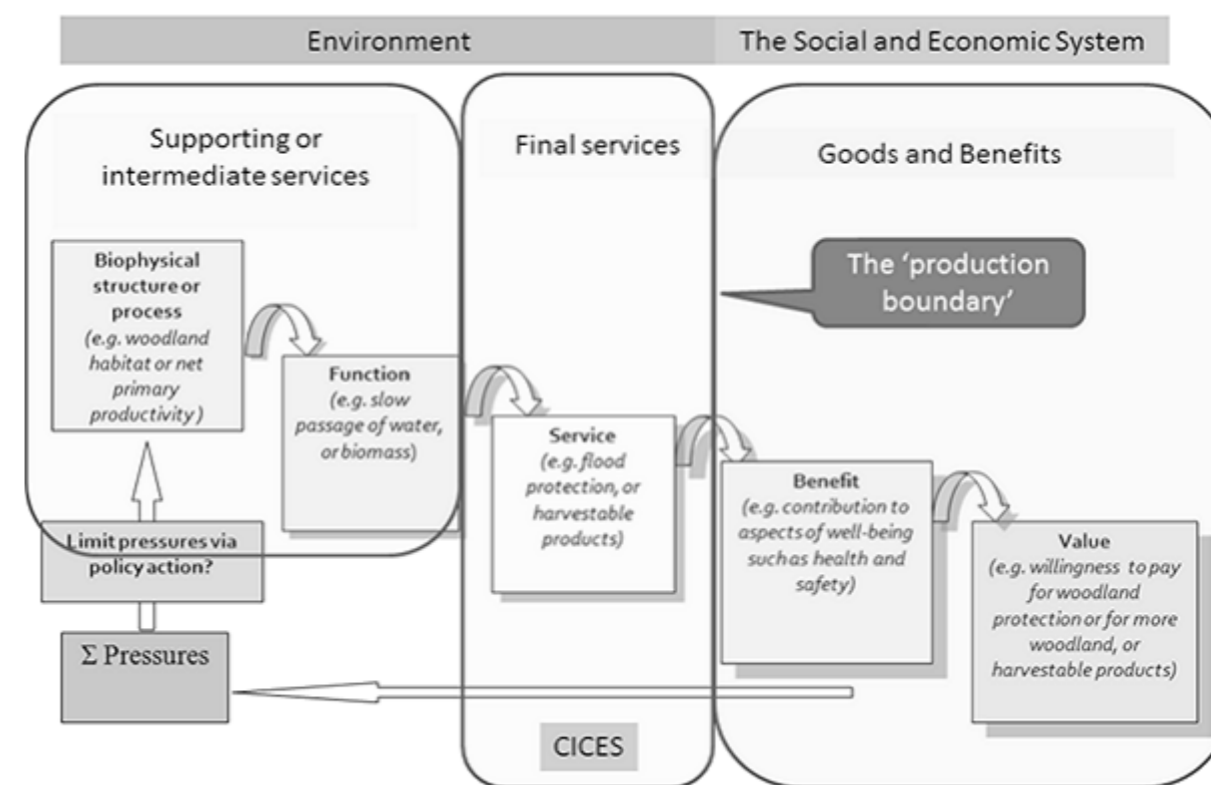 Environment
The Social and Economic System
Supporting or
intermediate services
Final services
Goods and Benefits
The ‘production
boundary’
Biophysical
structure or
process
(e.g. woodland
habitat or net
primary
productivity )
Function
(e.g. slow
passage of water,
or biomass)
Service
(e.g. flood
protection, or
harvestable
products)
Benefit
(e.g. contribution to
aspects of well-being
such as health and
safety)
Value
(e.g. willingness to pay
for woodland
protection or for more
woodland, or
harvestable products)
Limit pressures via
policy action?
Σ Pressures
CICES